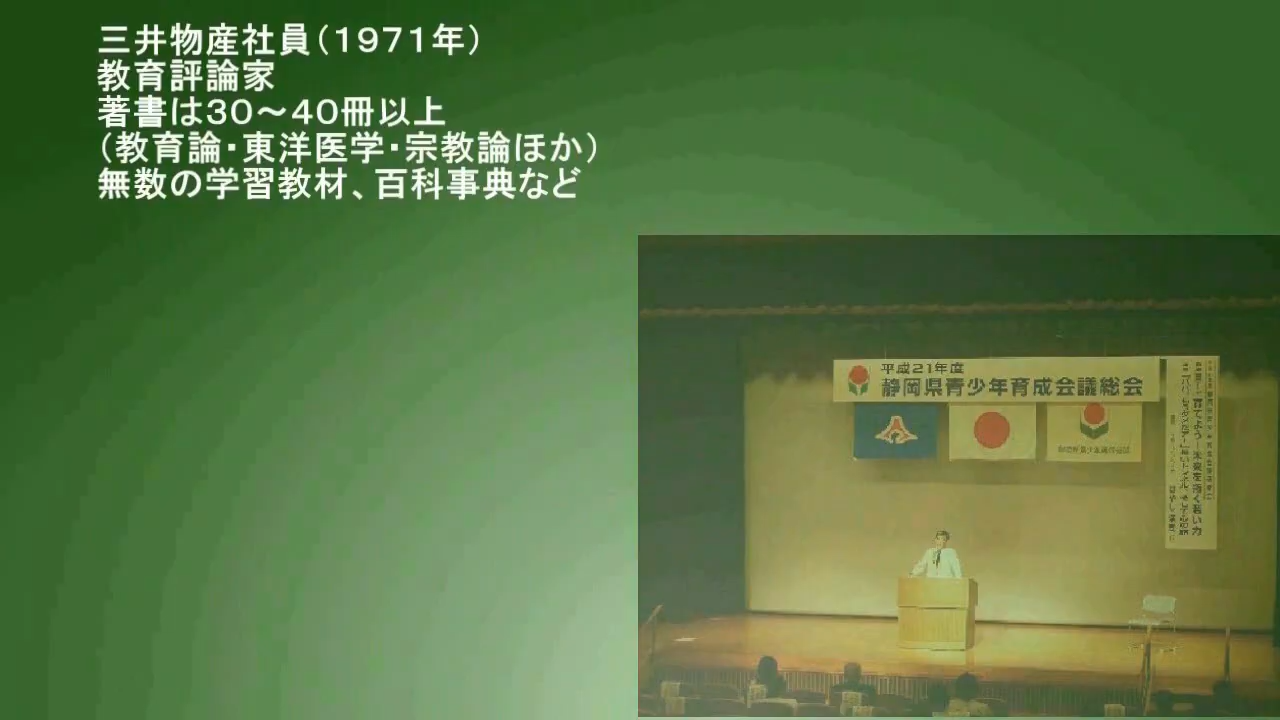 三井物産社員（１９７１年）
教育評論家
著書は３０～４０冊以上
（教育論・東洋医学・宗教論ほか）
無数の学習教材、百科事典など
平成21年度
静岡県青少年育成会議総会